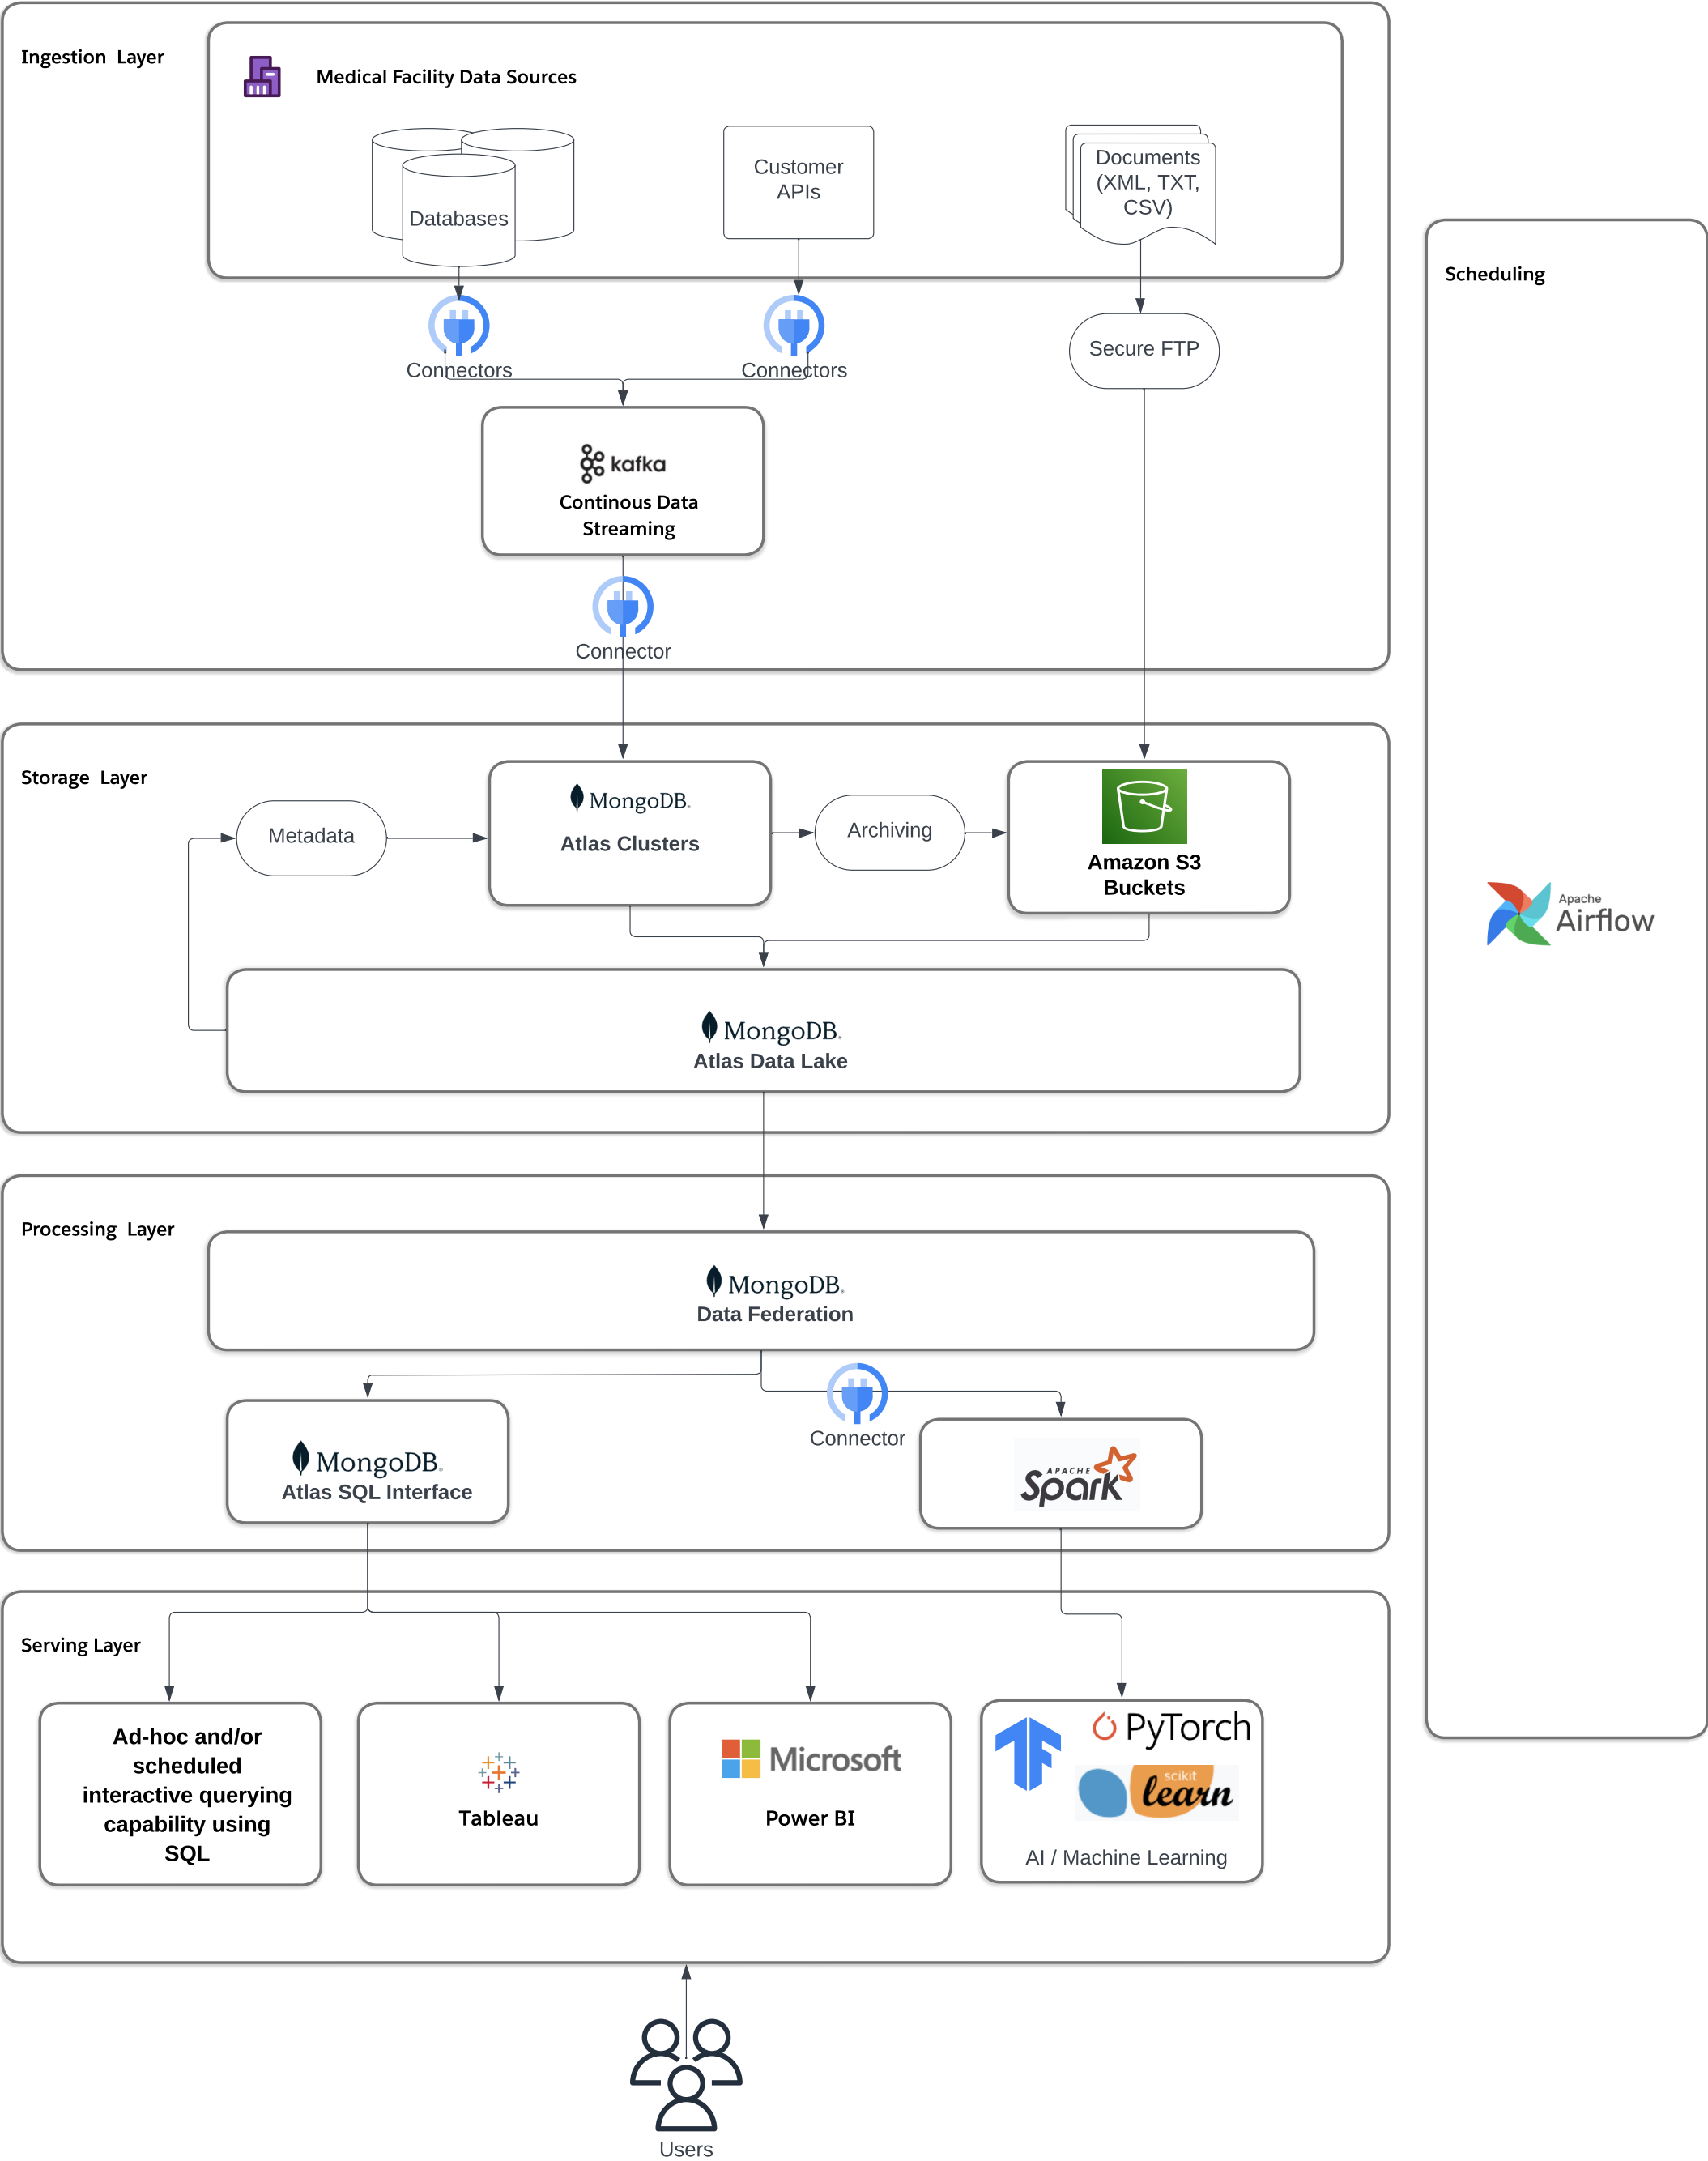 Ingestion Layer
Medical Facility Data Sources
Databases
Customer
APIs
Documents
(XML, TXT,
CSV)
Scheduling
Connectors
Connectors
Secure FTP
kafka
Continous Data
Streaming
Connector
Storage Layer
Metadata
MongoDB.
Atlas Clusters
Archiving
Amazon S3
Buckets
Apache
Airflow
MongoDB.
Atlas Data Lake
Processing Layer
MongoDB.
Data Federation
Connector
MongoDB.
Atlas SQL Interface
APACHE
Spark
Serving Layer
Ad-hoc and/or
scheduled
interactive querying
capability using
SQL
Tableau
Microsoft
Power BI
PyTorch
scikit
learn
AI / Machine Learning
Users